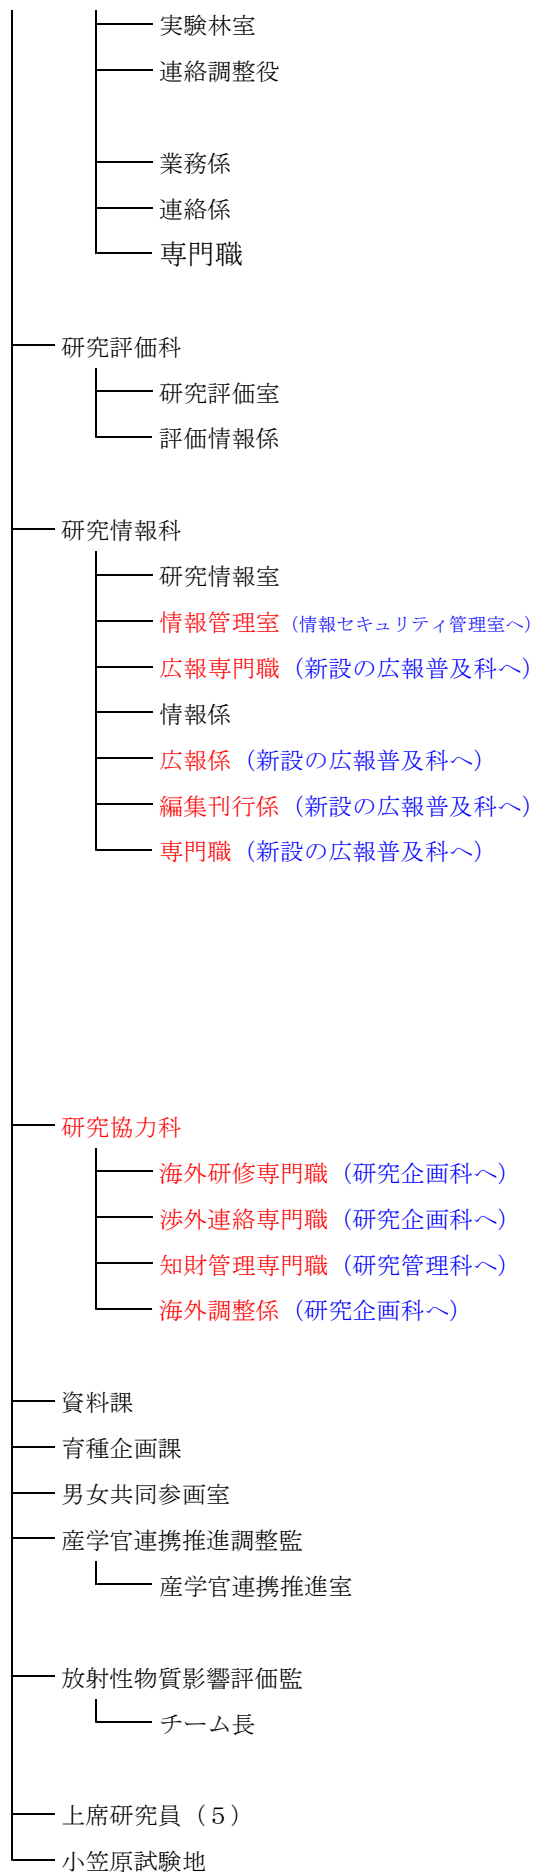 実験林室
連絡調整役
業務係
連絡係
専門職
研究評価科
研究評価室
評価情報係
研究情報科
研究情報室
情報管理室（情報セキュリティ管理室へ）
広報専門職（新設の広報普及科へ）
情報係
広報係（新設の広報普及科へ）
編集刊行係（新設の広報普及科へ）
専門職（新設の広報普及科へ）
研究協力科
海外研修専門職（研究企画科へ）
渉外連絡専門職（研究企画科へ）
知財管理専門職（研究管理科へ）
海外調整係（研究企画科へ）
資料課
育種企画課
男女共同参画室
産学官連携推進調整監
産学官連携推進室
放射性物質影響評価監
チーム長
上席研究員（５）
小笠原試験地